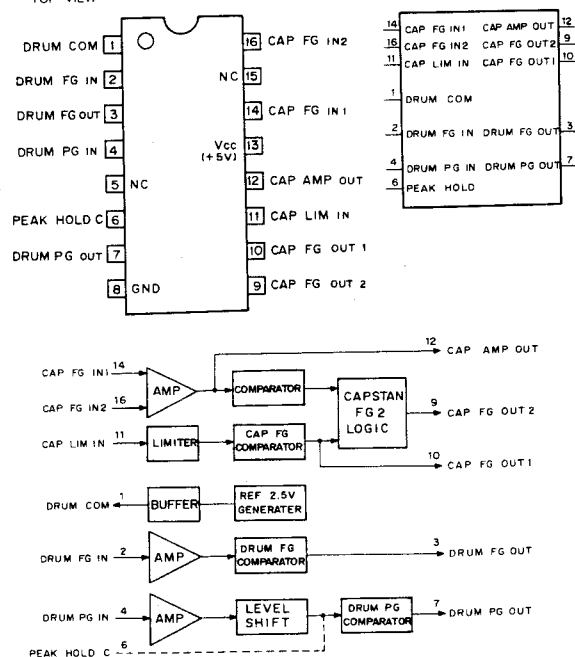 TOP VIEW
DRUM COM 1
DRUM FG IN 2
DRUM FG OUT 3
DRUM PG IN 4
5 NC
PEAK HOLD C 6
DRUM PG OUT 7
8 GND
16 CAP FG IN2
NC 15
14 CAP FG IN1
Vcc 13
(+5V)
12 CAP AMP OUT
11 CAP LIM IN
10 CAP FG OUT 1
9 CAP FG OUT 2
14 CAP FG IN1 CAP AMP OUT 12
16 CAP FG IN2 CAP FG OUT2 9
11 CAP LIM IN CAP FG OUT1 10
1 DRUM COM
2 DRUM FG IN DRUM FG OUT 3
4 DRUM PG IN DRUM PG OUT 7
6 PEAK HOLD
12 CAP AMP OUT
CAP FG IN1 14
CAP FG IN2 16
AMP
COMPARATOR
CAPSTAN
FG2
LOGIC
9 CAP FG OUT 2
CAP LIM IN 11
LIMITER
CAP FG
COMPARATOR
10 CAP FG OUT1
DRUM COM 1
BUFFER
REF 2.5V
GENERATER
DRUM FG IN 2
AMP
DRUM FG
COMPARATOR
3 DRUM FG OUT
DRUM PG IN 4
AMP
LEVEL
SHIFT
DRUM PG
COMPARATOR
7 DRUM PG OUT
PEAK HOLD C 6